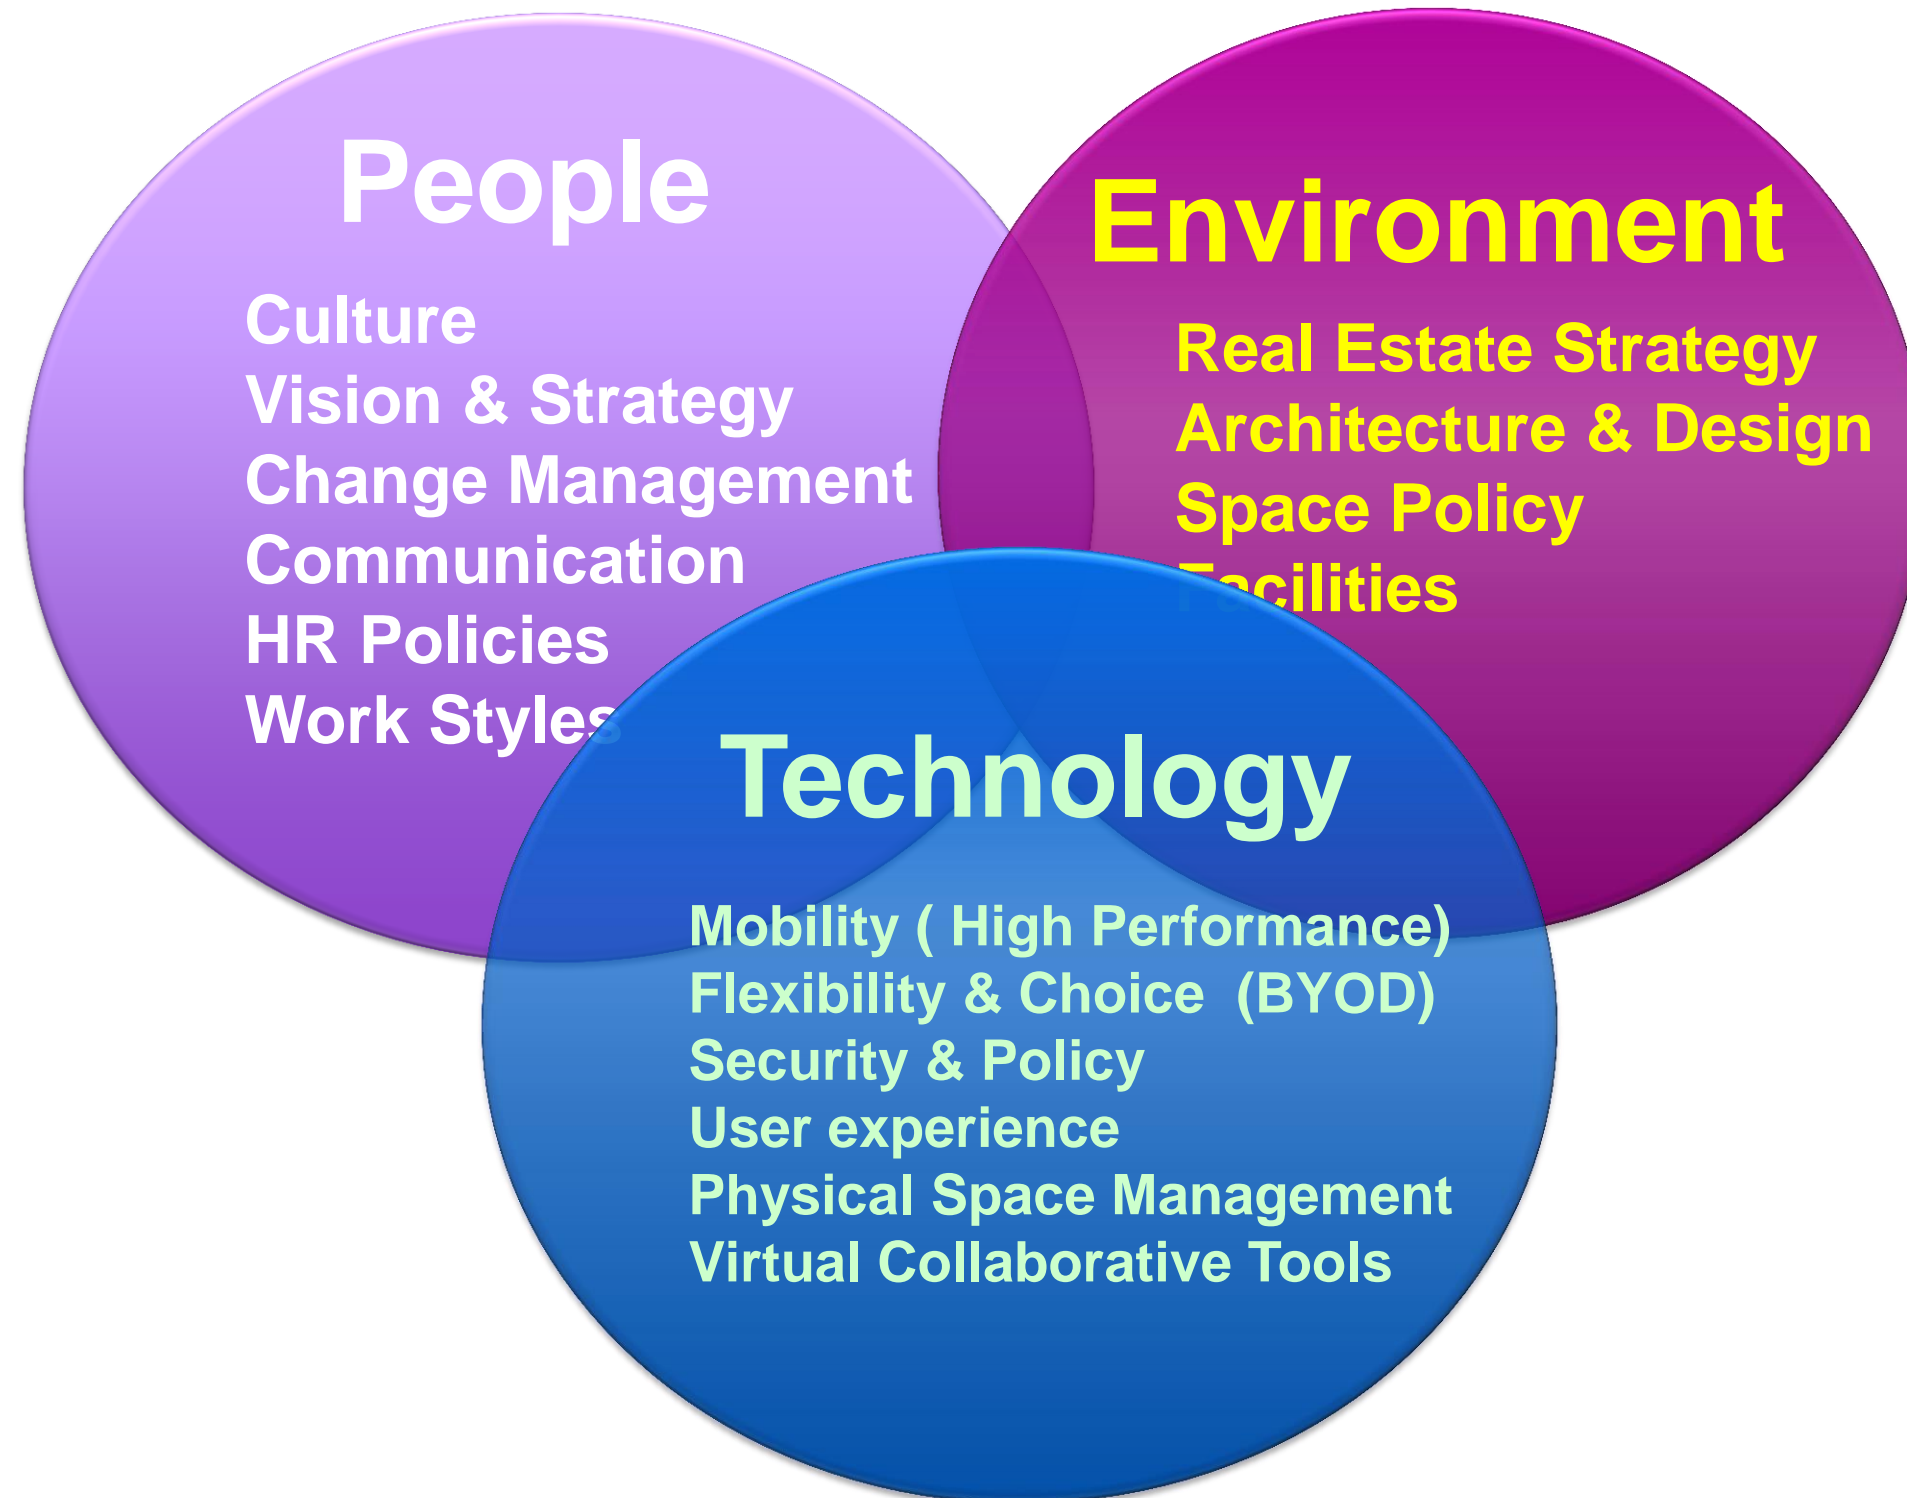 People
Culture
Vision & Strategy
Change Management
Communication
HR Policies
Work Styles
Environment
Real Estate Strategy
Architecture & Design
Space Policy
Facilities
Technology
Mobility ( High Performance)
Flexibility & Choice  (BYOD)
Security & Policy
User experience
Physical Space Management
Virtual Collaborative Tools